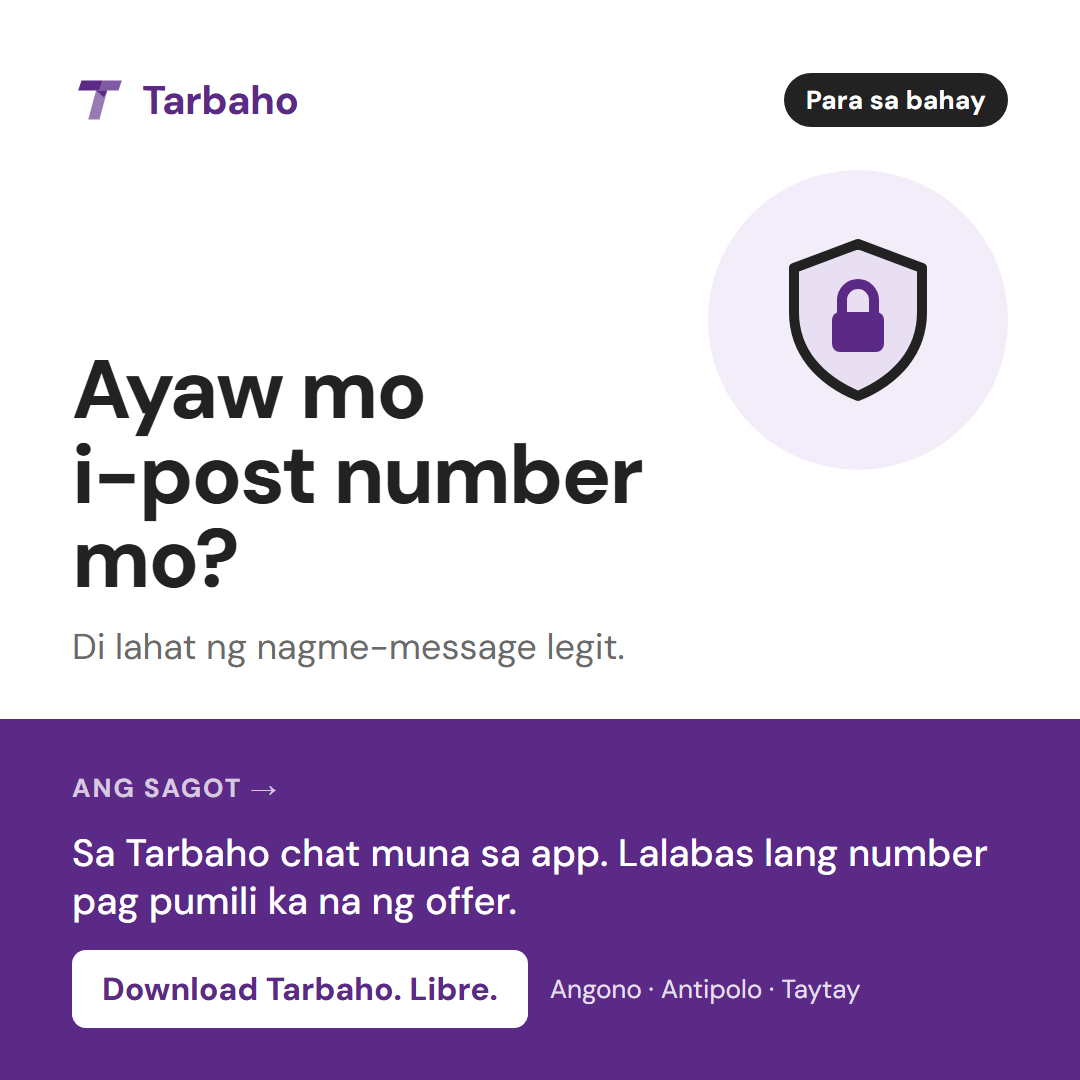 Tarbaho
Para sa bahay
Ayaw mo
i-post number
mo?
Di lahat ng nagme-message legit.
ANG SAGOT →
Sa Tarbaho chat muna sa app. Lalabas lang number
pag pumili ka na ng offer.
Download Tarbaho. Libre.
Angono · Antipolo · Taytay